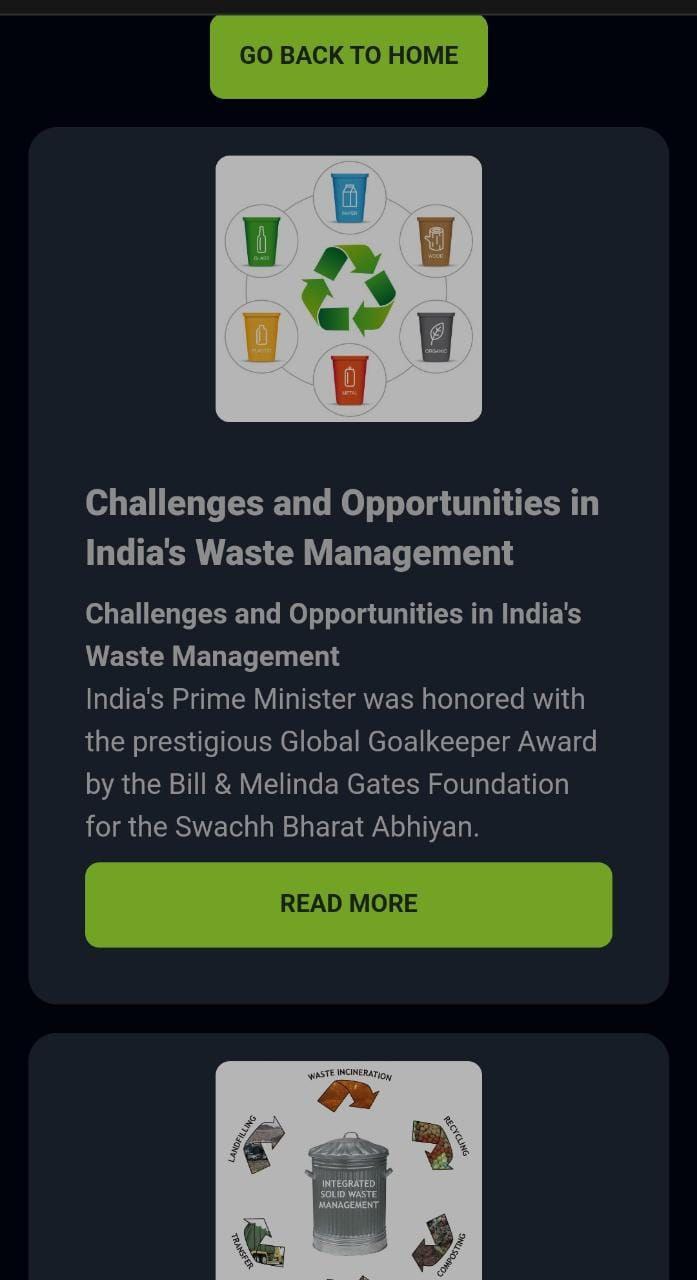 GO BACK TO HOME
PAPER
GLASS
WOOD
PLASTIC
ORGANIC
METAL
Challenges and Opportunities in
India's Waste Management
Challenges and Opportunities in India's
Waste Management
India's Prime Minister was honored with
the prestigious Global Goalkeeper Award
by the Bill & Melinda Gates Foundation
for the Swachh Bharat Abhiyan.
READ MORE
WASTE INCINERATION
LANDFILLING
RECYCLING
INTEGRATED
SOLID WASTE
MANAGEMENT
TRANSFER
COMPOSTING